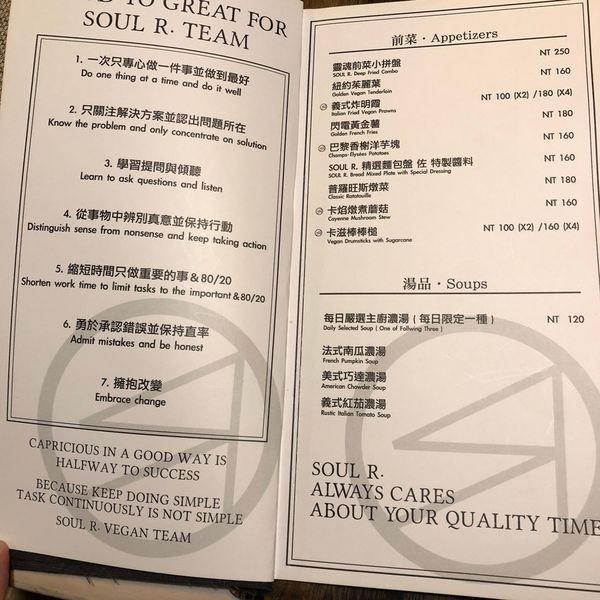 TO GREAT FOR
SOUL R. TEAM
1. 一次只專心做一件事並做到最好
Do one thing at a time and do it well
2. 只關注解決方案並認出問題所在
Know the problem and only concentrate on solution
3. 學習提問與傾聽
Learn to ask questions and listen
4. 從事物中辨別真意並保持行動
Distinguish sense from nonsense and keep taking action
5. 縮短時間只做重要的事&80/20
Shorten work time to limit tasks to the important &80/20
6. 勇於承認錯誤並保持直率
Admit mistakes and be honest
7. 擁抱改變
Embrace change
CAPRICIOUS IN A GOOD WAY IS
HALFWAY TO SUCCESS
BECAUSE KEEP DOING SIMPLE
TASK CONTINUOUSLY IS NOT SIMPLE
SOUL R. VEGAN TEAM
前菜·Appetizers
靈魂前菜小拼盤 NT 250
SOUL R. Deep Fried Combo
紐約茱麗葉 NT 160
Golden Vegan Tenderloin
義式炸明霞 NT 100 (X2) /180 (X4)
Italian Fried Vegan Prawns
閃電黃金薯 NT 180
Golden French Fries
巴黎香榭洋芋塊 NT 160
Champs-Élysées Potatoes
SOUL R. 精選麵包盤 佐 特製醬料 NT 160
SOUL R. Bread Mixed Plate with Special Dressing
普羅旺斯燉菜 NT 180
Classic Ratatouille
卡焰燉煮蘑菇 NT 160
Cayenne Mushroom Stew
卡滋棒棒槌 NT 100 (X2) /160 (X4)
Vegan Drumsticks with Sugarcane
湯品·Soups
每日嚴選主廚濃湯 ( 每日限定一種 ) NT 120
Daily Selected Soup ( One of Follwing Three )
法式南瓜濃湯
French Pumpkin Soup
美式巧達濃湯
American Chowder Soup
義式紅茄濃湯
Rustic Italian Tomato Soup
SOUL R.
ALWAYS CARES
ABOUT YOUR QUALITY TIME